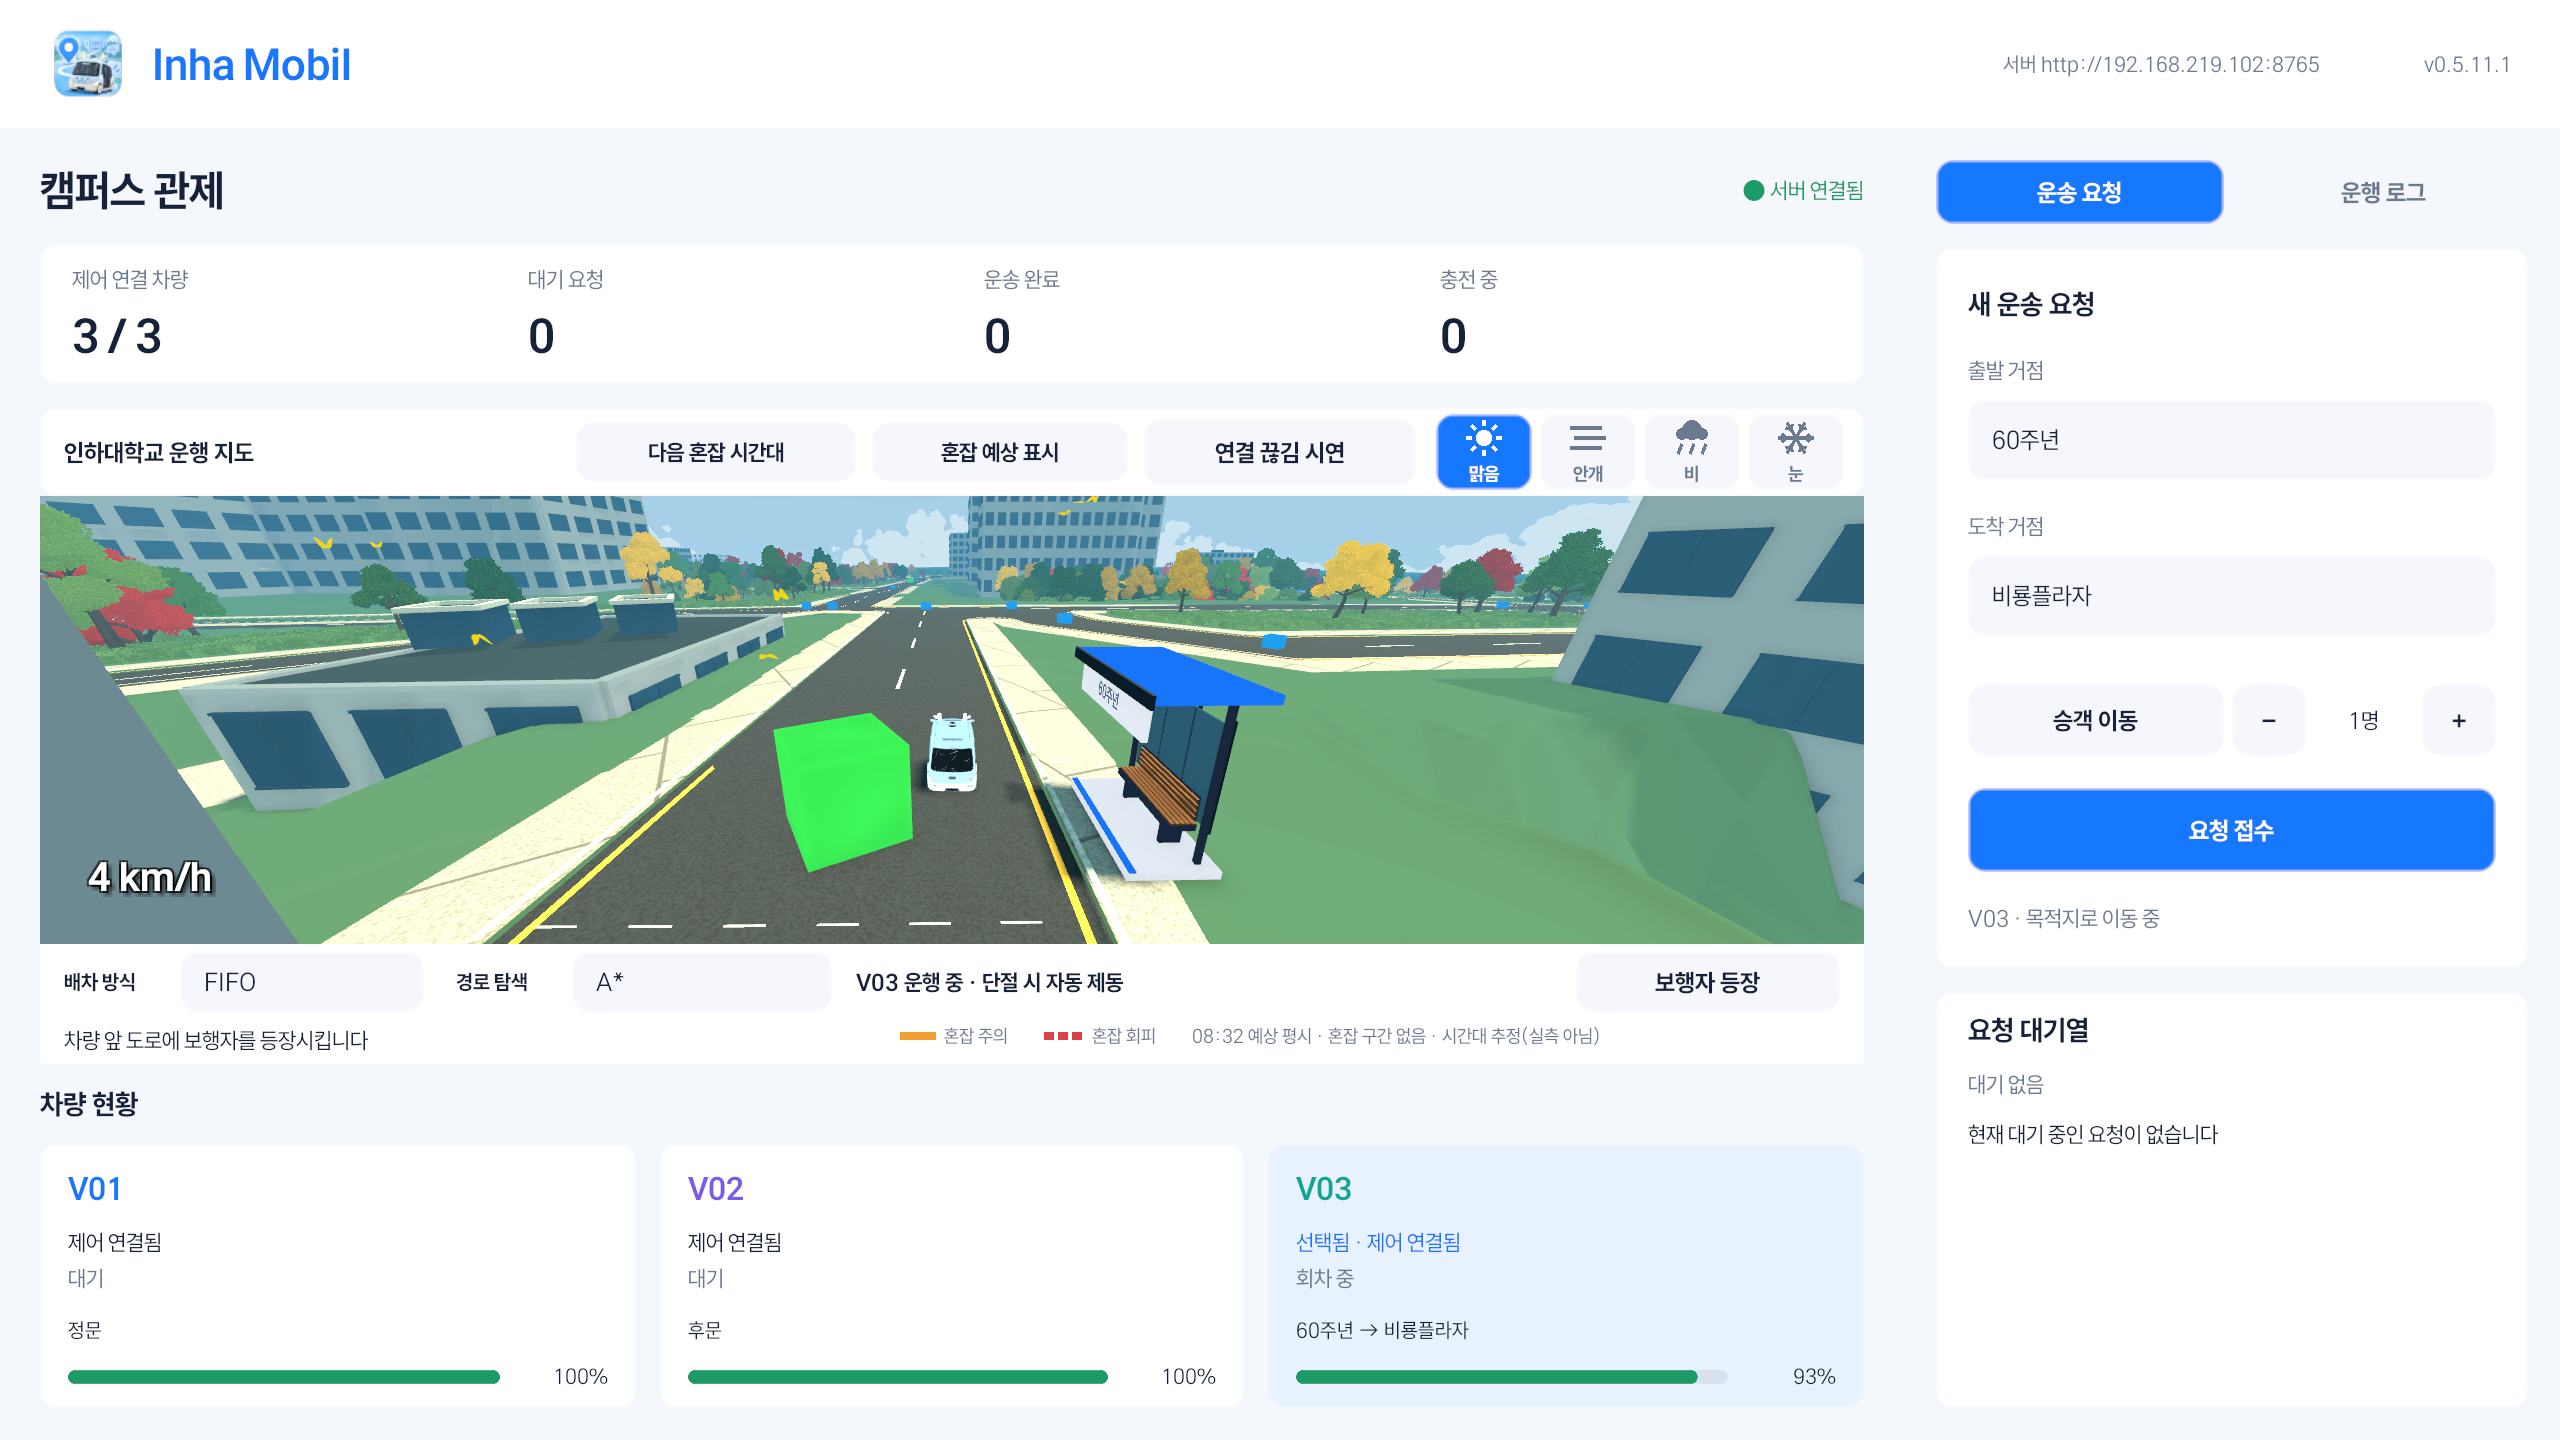 Inha Mobil
서버 http://192.168.219.102:8765
v0.5.11.1
캠퍼스 관제
서버 연결됨
제어 연결 차량
3 / 3
대기 요청
0
운송 완료
0
충전 중
0
인하대학교 운행 지도
다음 혼잡 시간대
혼잡 예상 표시
연결 끊김 시연
맑음
안개
비
눈
60주년
4 km/h
배차 방식
FIFO
경로 탐색
A*
V03 운행 중 · 단절 시 자동 제동
보행자 등장
차량 앞 도로에 보행자를 등장시킵니다
혼잡 주의
혼잡 회피
08:32 예상 평시 · 혼잡 구간 없음 · 시간대 추정(실측 아님)
차량 현황
V01
제어 연결됨
대기
정문
100%
V02
제어 연결됨
대기
후문
100%
V03
선택됨 · 제어 연결됨
회차 중
60주년 → 비룡플라자
93%
운송 요청
운행 로그
새 운송 요청
출발 거점
60주년
도착 거점
비룡플라자
승객 이동
−
1명
+
요청 접수
V03 · 목적지로 이동 중
요청 대기열
대기 없음
현재 대기 중인 요청이 없습니다